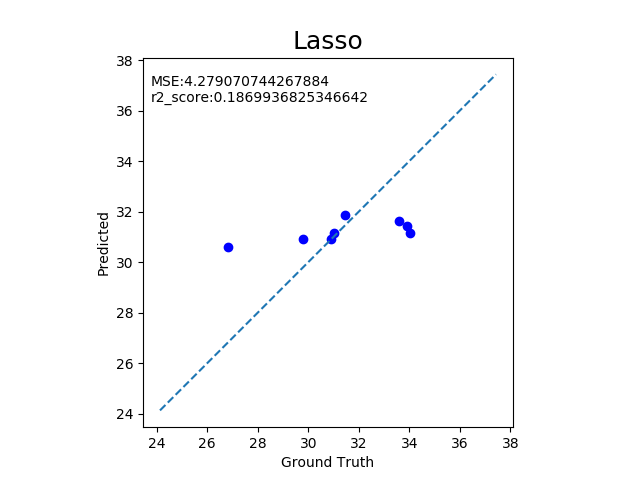 Lasso
MSE:4.279070744267884
r2_score:0.1869936825346642
38
36
34
32
30
28
26
24
Predicted
24 26 28 30 32 34 36 38
Ground Truth